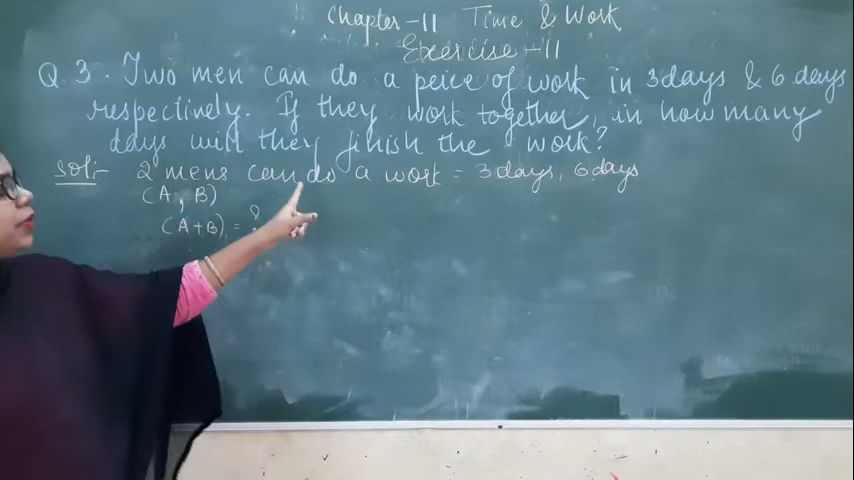 Chapter-11 Time & Work
Exercise-11
Q.3. Two men can do a peice of work in 3days & 6 days
respectively. If they work together, in how many
days will they finish the work?
Sol:- 2 mens can do a work = 3days, 6days
(A, B)
(A+B) = ?